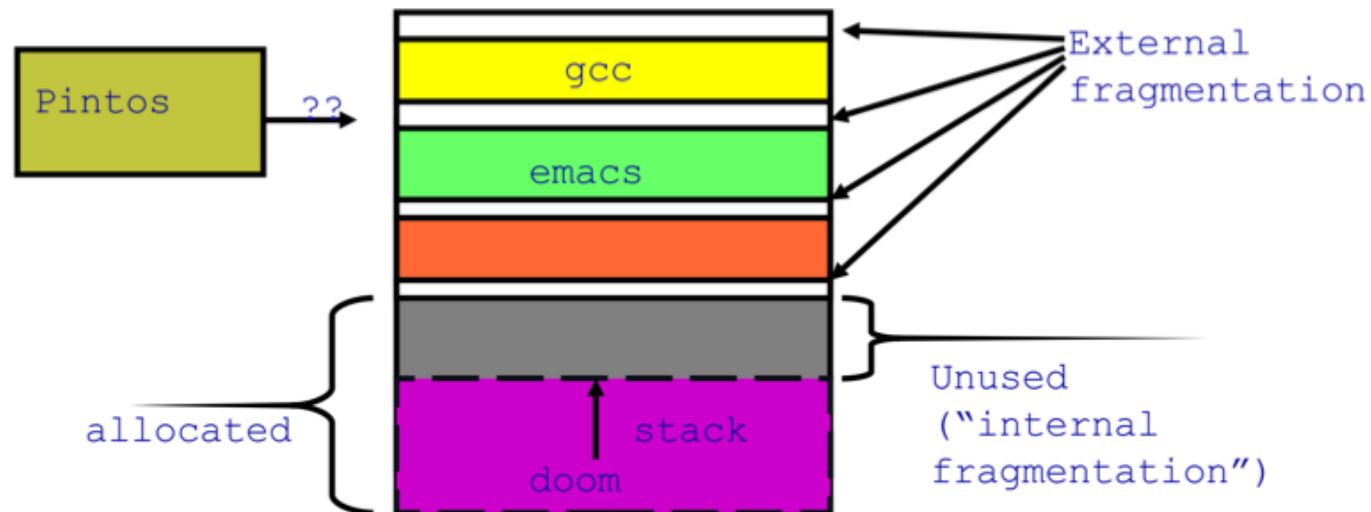 External
fragmentation
gcc
Pintos
??
emacs
allocated
stack
doom
Unused
(“internal
fragmentation”)